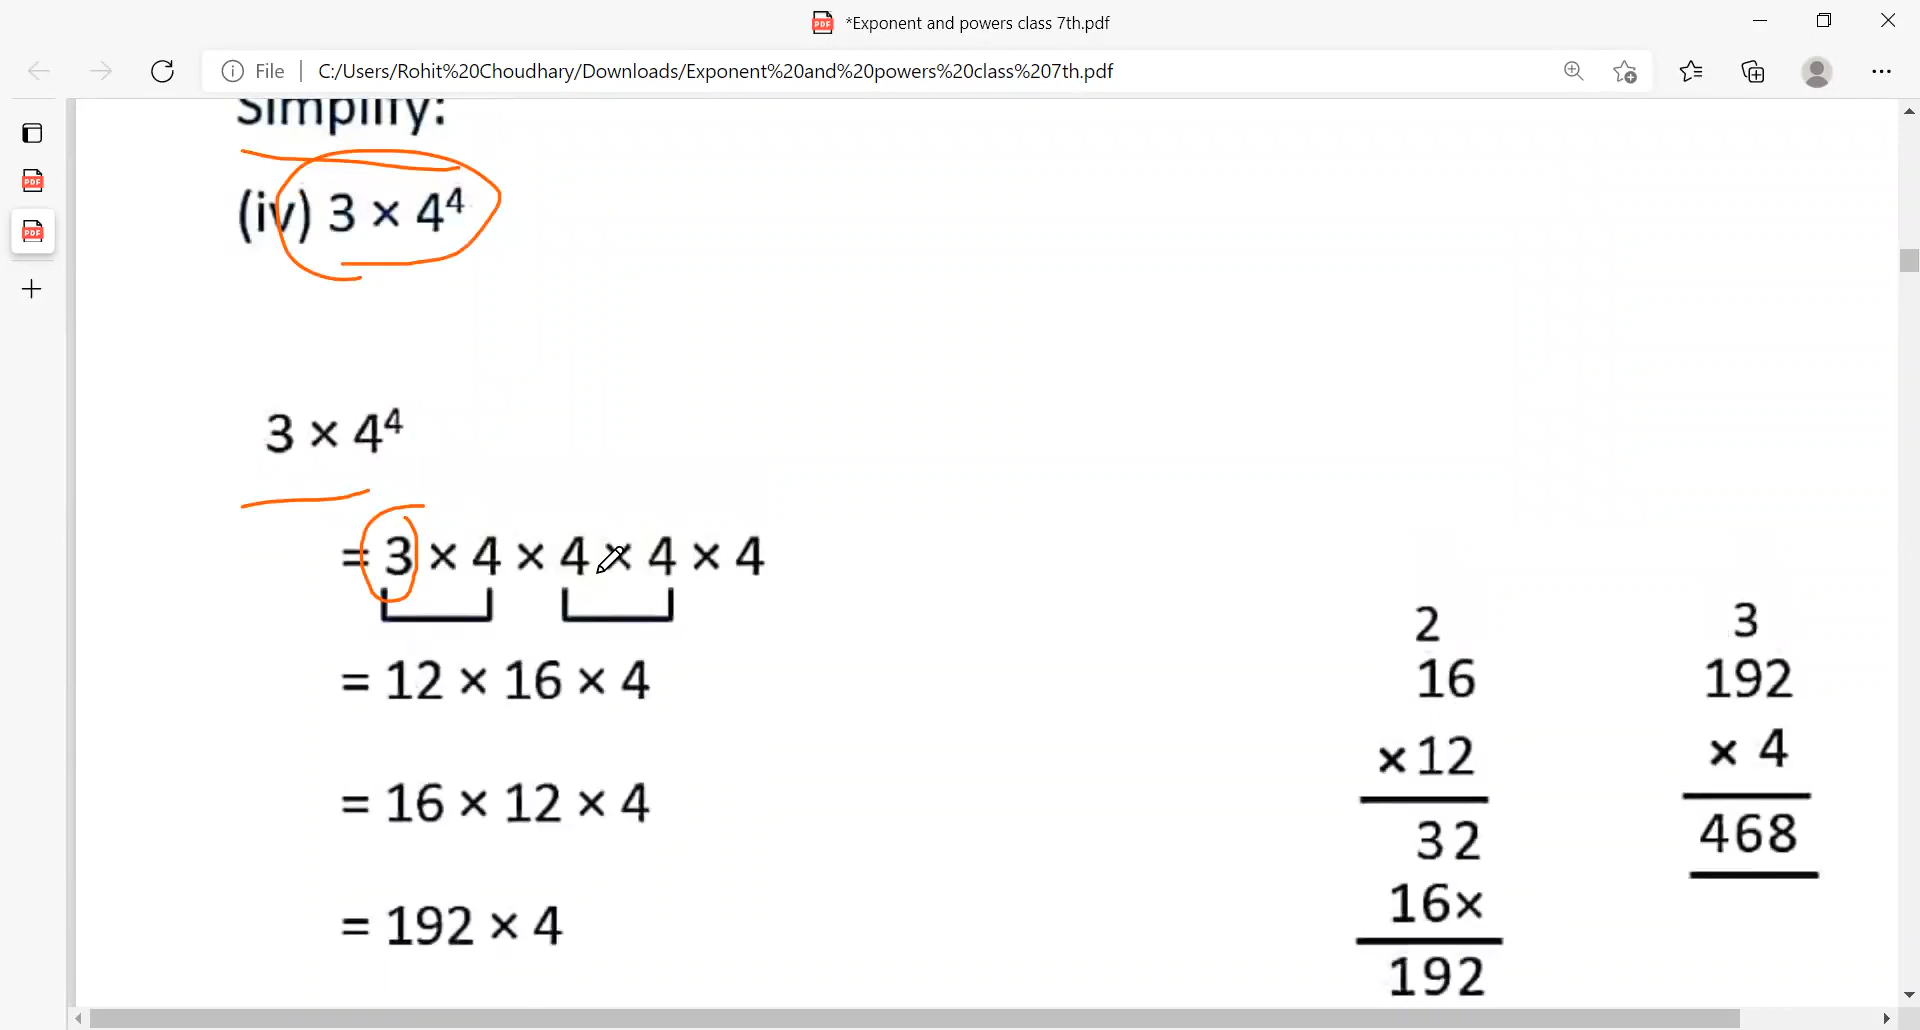 *Exponent and powers class 7th.pdf
File | C:/Users/Rohit%20Choudhary/Downloads/Exponent%20and%20powers%20class%207th.pdf
Simplify:
(iv) 3 × 4⁴
3 × 4⁴
= 3 × 4 × 4 × 4 × 4
= 12 × 16 × 4
= 16 × 12 × 4
= 192 × 4
2
16
×12
32
16×
192
3
192
× 4
468